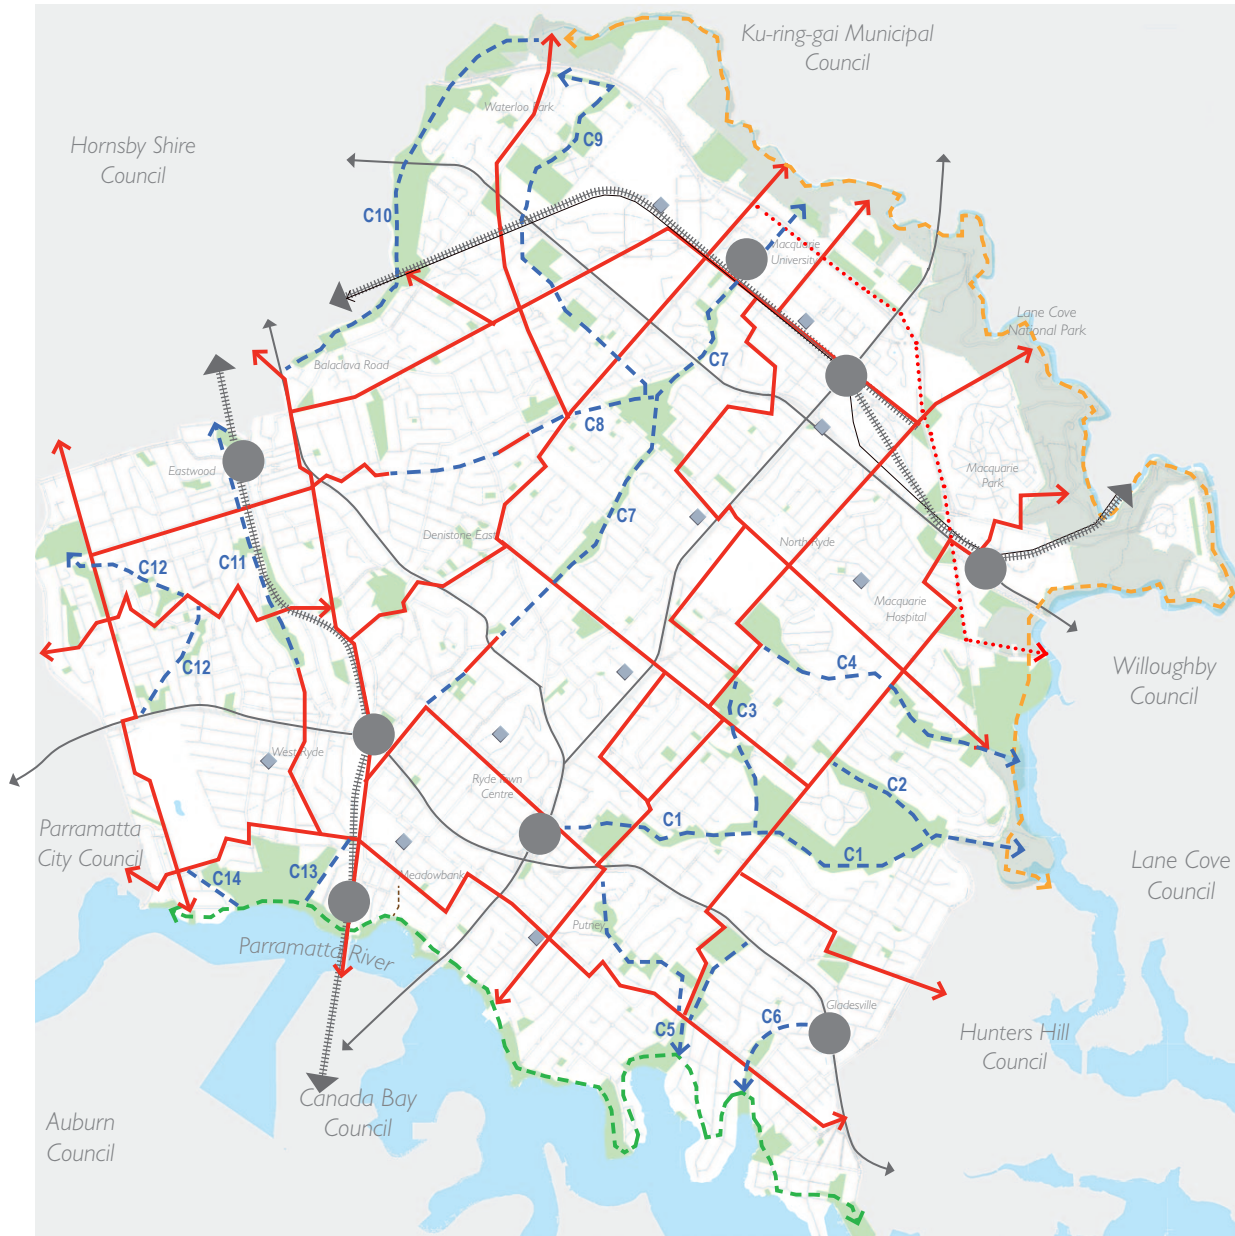 Ku-ring-gai Municipal
Council
Hornsby Shire
Council
Waterloo Park
C9
C10
Macquarie
University
Lane Cove
National Park
Balaclava Road
C7
C8
Eastwood
Macquarie
Park
C7
Denistone East
North Ryde
C11
C12
Macquarie
Hospital
C12
C4
Willoughby
Council
C3
West Ryde
Ryde Town
Centre
C2
C1
C1
Parramatta
City Council
Lane Cove
Council
C13
C14
Meadowbank
Putney
Parramatta River
Gladesville
C5
C6
Hunters Hill
Council
Canada Bay
Council
Auburn
Council